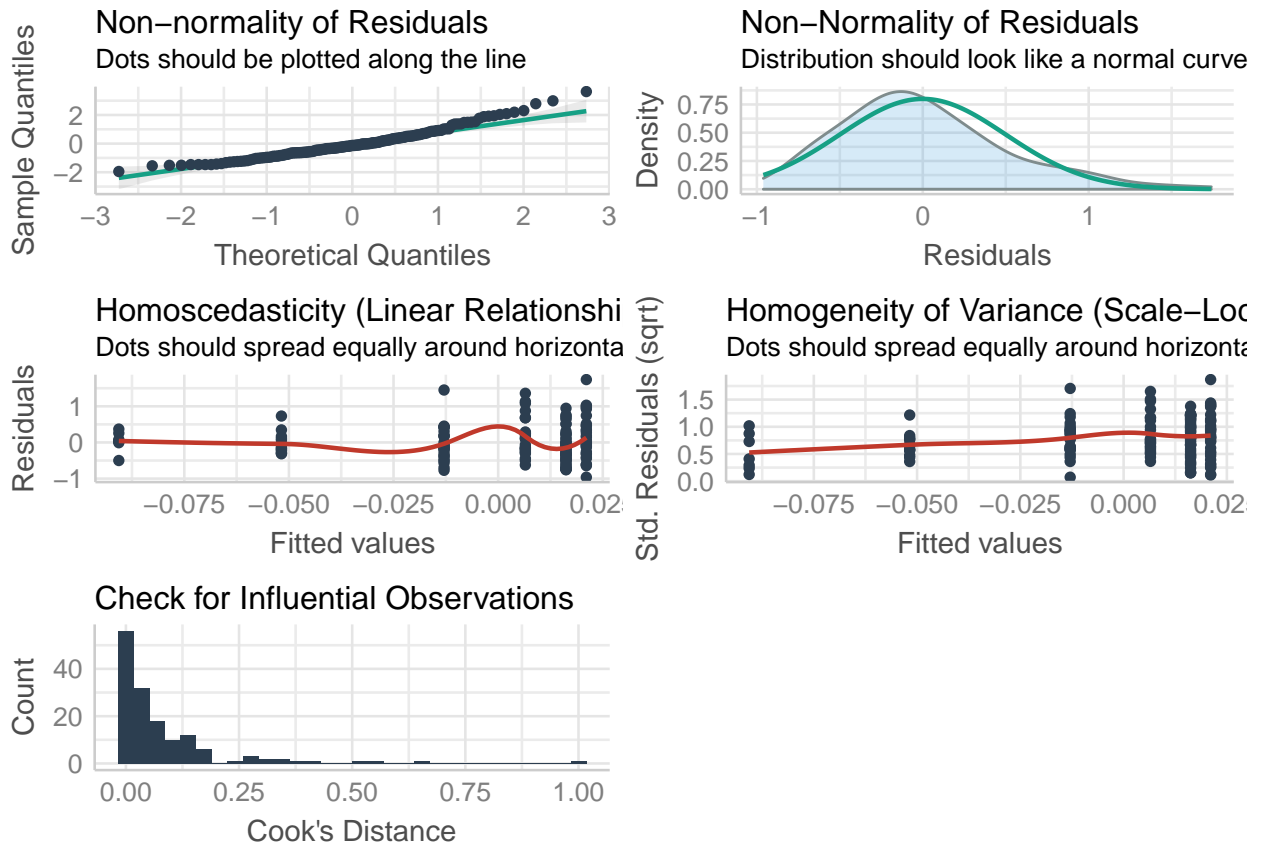 Non−normality of Residuals
Dots should be plotted along the line
Sample Quantiles
2
0
−2
−3 −2 −1 0 1 2 3
Theoretical Quantiles
Non−Normality of Residuals
Distribution should look like a normal curve
Density
0.75
0.50
0.25
0.00
−1 0 1
Residuals
Homoscedasticity (Linear Relationshi
Dots should spread equally around horizonta
Residuals
1
0
−1
−0.075 −0.050 −0.025 0.000 0.02
Fitted values
Homogeneity of Variance (Scale−Loc
Dots should spread equally around horizonta
Std. Residuals (sqrt)
1.5
1.0
0.5
0.0
−0.075 −0.050 −0.025 0.000 0.025
Fitted values
Check for Influential Observations
Count
40
20
0
0.00 0.25 0.50 0.75 1.00
Cook's Distance